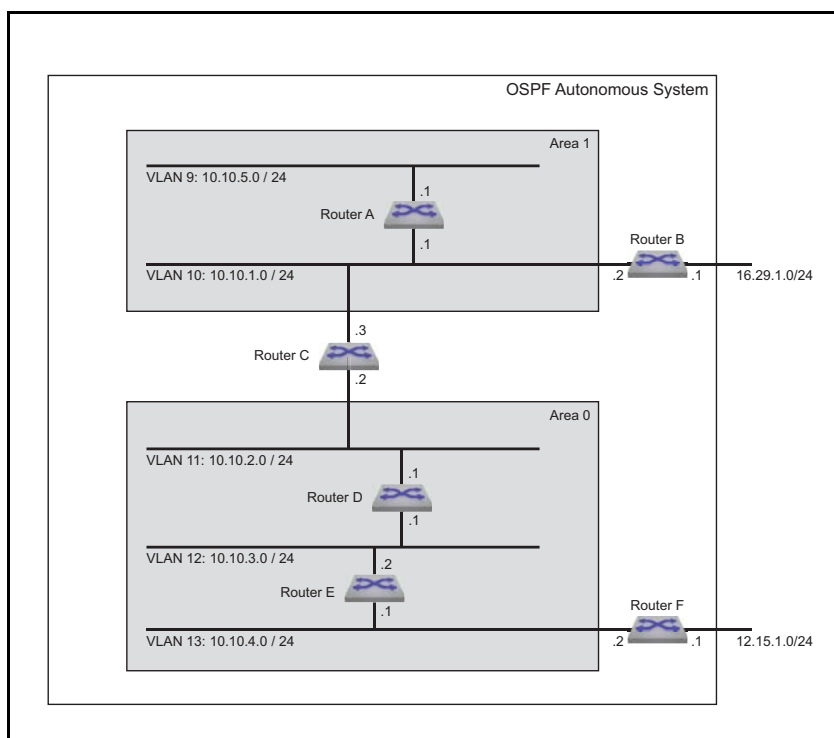 OSPF Autonomous System
Area 1
VLAN 9: 10.10.5.0 / 24
.1
Router A
.1
Router B
VLAN 10: 10.10.1.0 / 24
.2
.1
16.29.1.0/24
.3
Router C
.2
Area 0
VLAN 11: 10.10.2.0 / 24
.1
Router D
.1
VLAN 12: 10.10.3.0 / 24
.2
Router E
.1
Router F
VLAN 13: 10.10.4.0 / 24
.2
.1
12.15.1.0/24